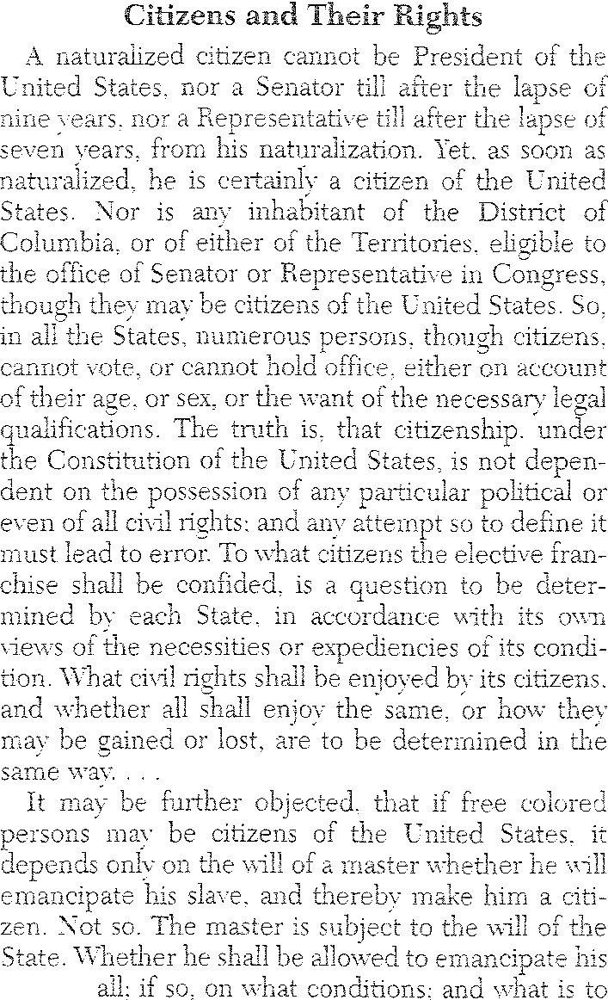 Citizens and Their Rights
A naturalized citizen cannot be President of the
United States, nor a Senator till after the lapse of
nine years, nor a Representative till after the lapse of
seven years, from his naturalization. Yet, as soon as
naturalized, he is certainly a citizen of the United
States. Nor is any inhabitant of the District of
Columbia, or of either of the Territories, eligible to
the office of Senator or Representative in Congress,
though they may be citizens of the United States. So,
in all the States, numerous persons, though citizens,
cannot vote, or cannot hold office, either on account
of their age, or sex, or the want of the necessary legal
qualifications. The truth is, that citizenship, under
the Constitution of the United States, is not depen-
dent on the possession of any particular political or
even of all civil rights; and any attempt so to define it
must lead to error. To what citizens the elective fran-
chise shall be confided, is a question to be deter-
mined by each State, in accordance with its own
views of the necessities or expediencies of its condi-
tion. What civil rights shall be enjoyed by its citizens,
and whether all shall enjoy the same, or how they
may be gained or lost, are to be determined in the
same way. . . .
It may be further objected, that if free colored
persons may be citizens of the United States, it
depends only on the will of a master whether he will
emancipate his slave, and thereby make him a citi-
zen. Not so. The master is subject to the will of the
State. Whether he shall be allowed to emancipate his
all; if so, on what conditions; and what is to